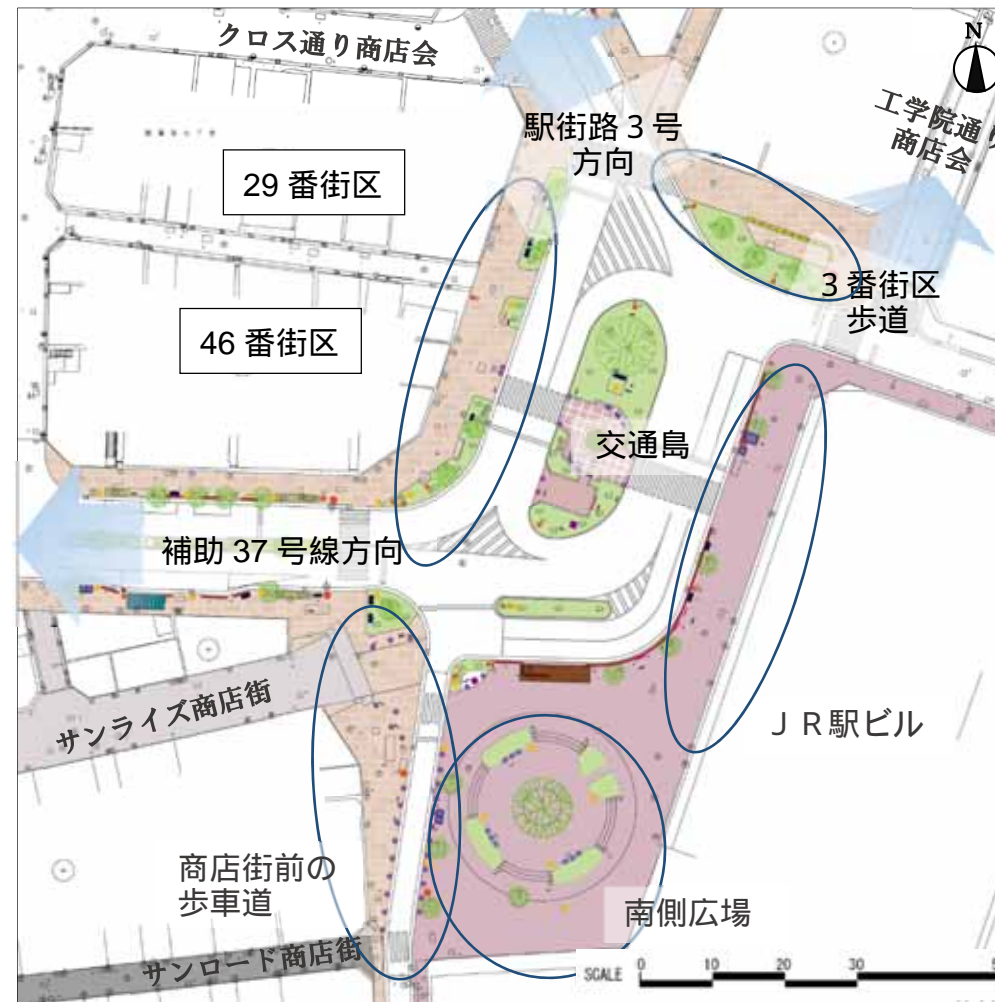 クロス通り商店会
N
工学院通り
商店会
駅街路3号
方向
29 番街区
3番街区
歩道
46 番街区
交通島
補助 37 号線方向
サンライズ商店街
JR駅ビル
商店街前の
歩車道
南側広場
サンロード商店街
SCALE 0 10 20 30